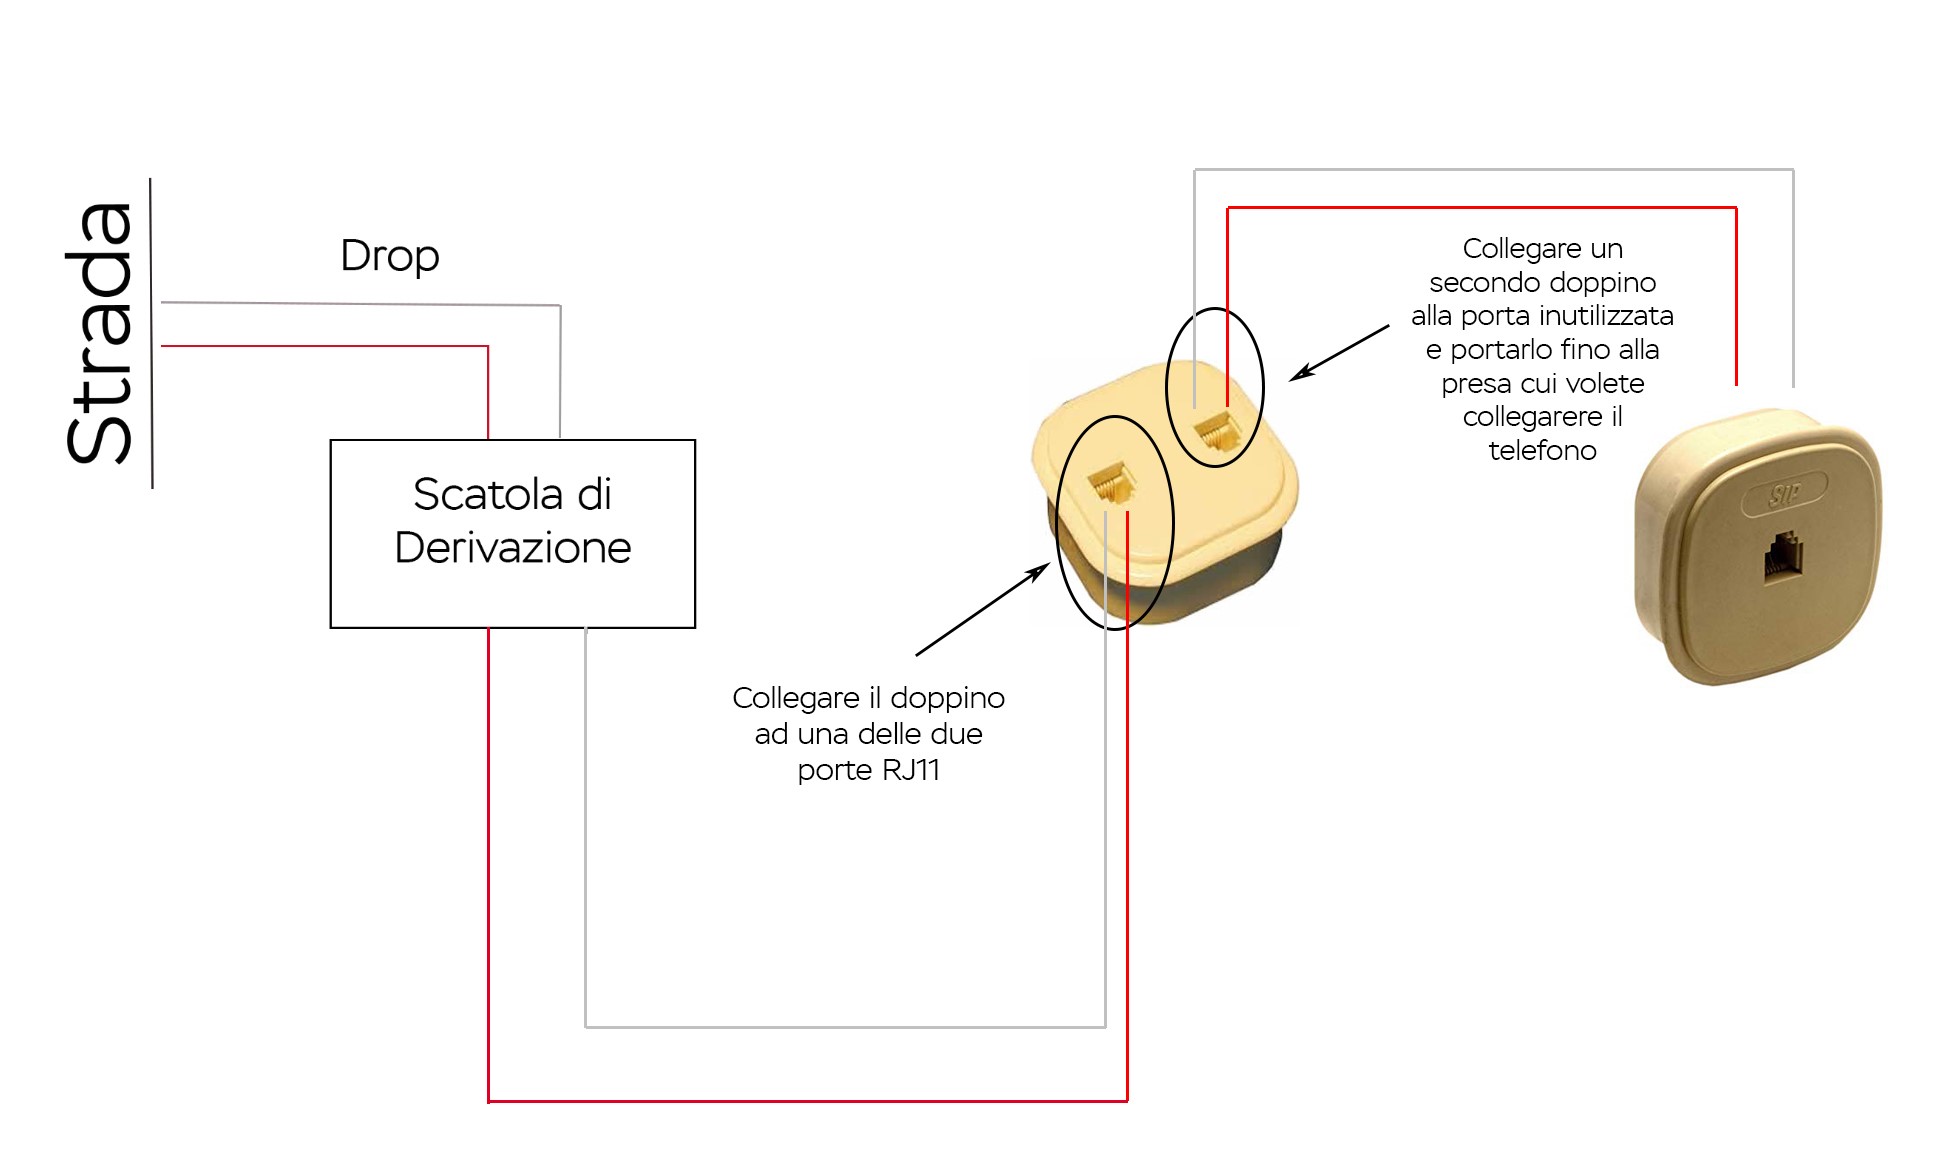 Strada
Drop
Scatola di
Derivazione
Collegare il doppino
ad una delle due
porte RJ11
Collegare un
secondo doppino
alla porta inutilizzata
e portarlo fino alla
presa cui volete
collegarere il
telefono
SIP